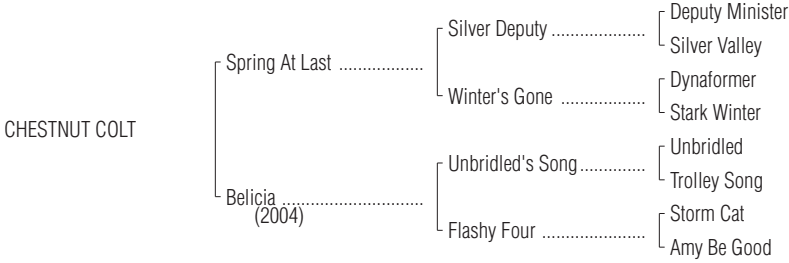 Deputy Minister
Silver Deputy ....................
Silver Valley
Spring At Last ..................
Dynaformer
Winter's Gone ..................
Stark Winter
CHESTNUT COLT
Unbridled
Unbridled's Song..............
Trolley Song
Belicia ..............................
(2004)
Storm Cat
Flashy Four ......................
Amy Be Good